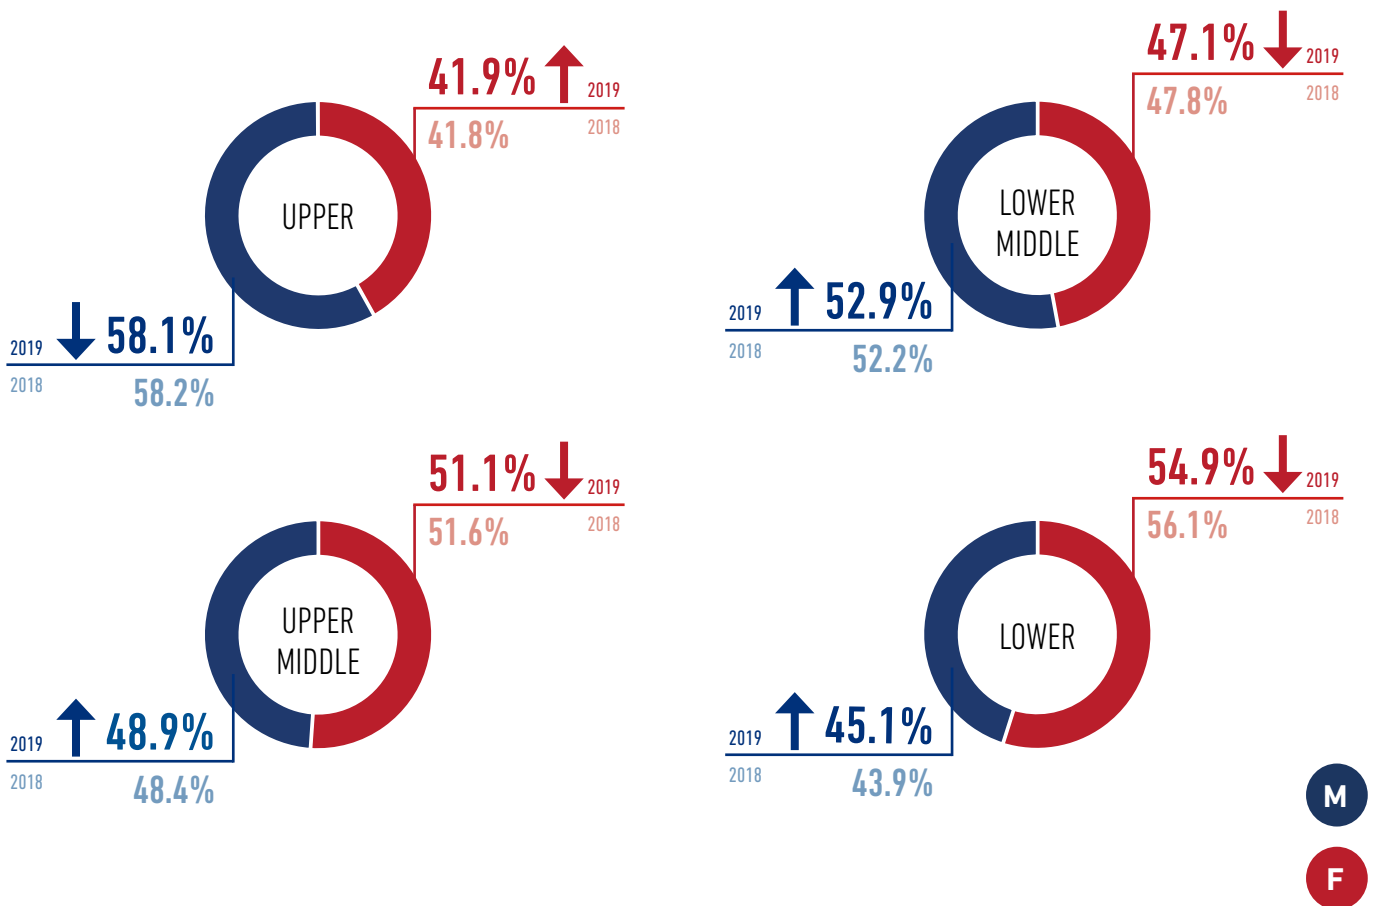 41.9% 2019
41.8% 2018
UPPER
2019 58.1%
2018 58.2%
47.1% 2019
47.8% 2018
LOWER
MIDDLE
2019 52.9%
2018 52.2%
51.1% 2019
51.6% 2018
UPPER
MIDDLE
2019 48.9%
2018 48.4%
54.9% 2019
56.1% 2018
LOWER
2019 45.1%
2018 43.9%
M
F